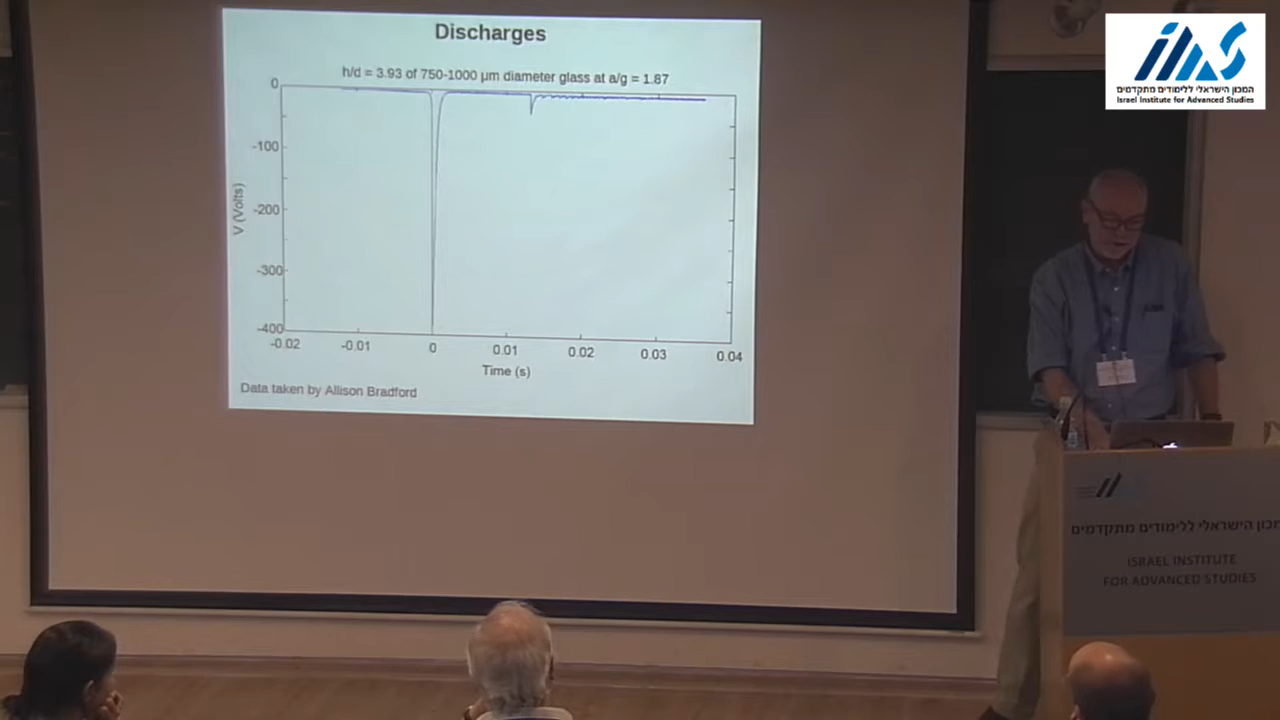 Discharges
h/d = 3.93 of 750-1000 μm diameter glass at a/g = 1.87
0
-100
-200
-300
-400
V (Volts)
-0.02 -0.01 0 0.01 0.02 0.03 0.04
Time (s)
Data taken by Allison Bradford
ias
המכון הישראלי ללימודים מתקדמים
Israel Institute for Advanced Studies
מכון הישראלי ללימודים מתקדמים
ISRAEL INSTITUTE
FOR ADVANCED STUDIES